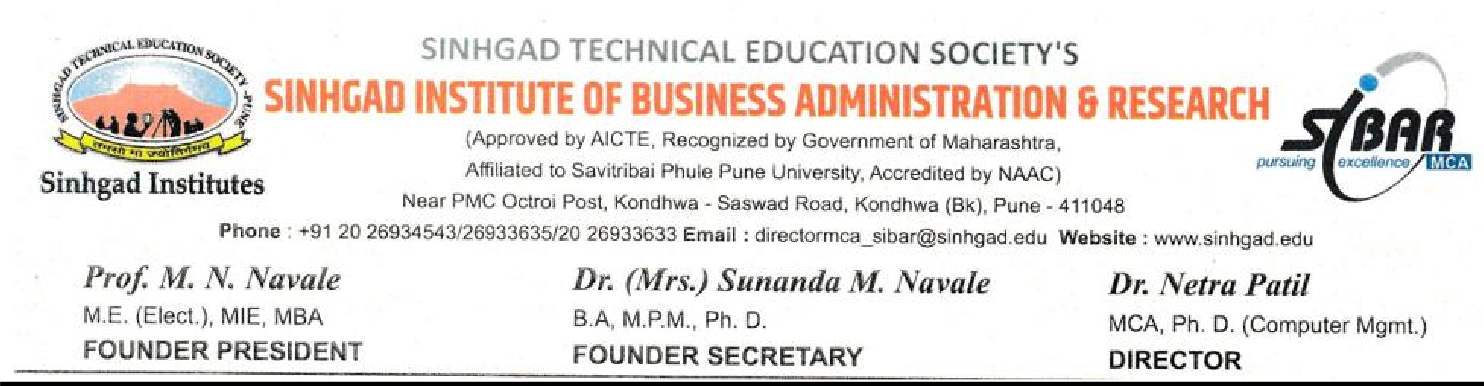 SINHGAD TECHNICAL EDUCATION SOCIETY'S
SINHGAD INSTITUTE OF BUSINESS ADMINISTRATION & RESEARCH
(Approved by AICTE, Recognized by Government of Maharashtra,
Affiliated to Savitribai Phule Pune University, Accredited by NAAC)
Near PMC Octroi Post, Kondhwa - Saswad Road, Kondhwa (Bk), Pune - 411048
Phone : +91 20 26934543/26933635/20 26933633 Email : directormca_sibar@sinhgad.edu Website : www.sinhgad.edu
SINHGAD TECHNICAL EDUCATION SOCIETY - PUNE
तमसो मा ज्योतिर्गमय
Sinhgad Institutes
SIBAR
pursuing excellence MCA
Prof. M. N. Navale
M.E. (Elect.), MIE, MBA
FOUNDER PRESIDENT
Dr. (Mrs.) Sunanda M. Navale
B.A, M.P.M., Ph. D.
FOUNDER SECRETARY
Dr. Netra Patil
MCA, Ph. D. (Computer Mgmt.)
DIRECTOR